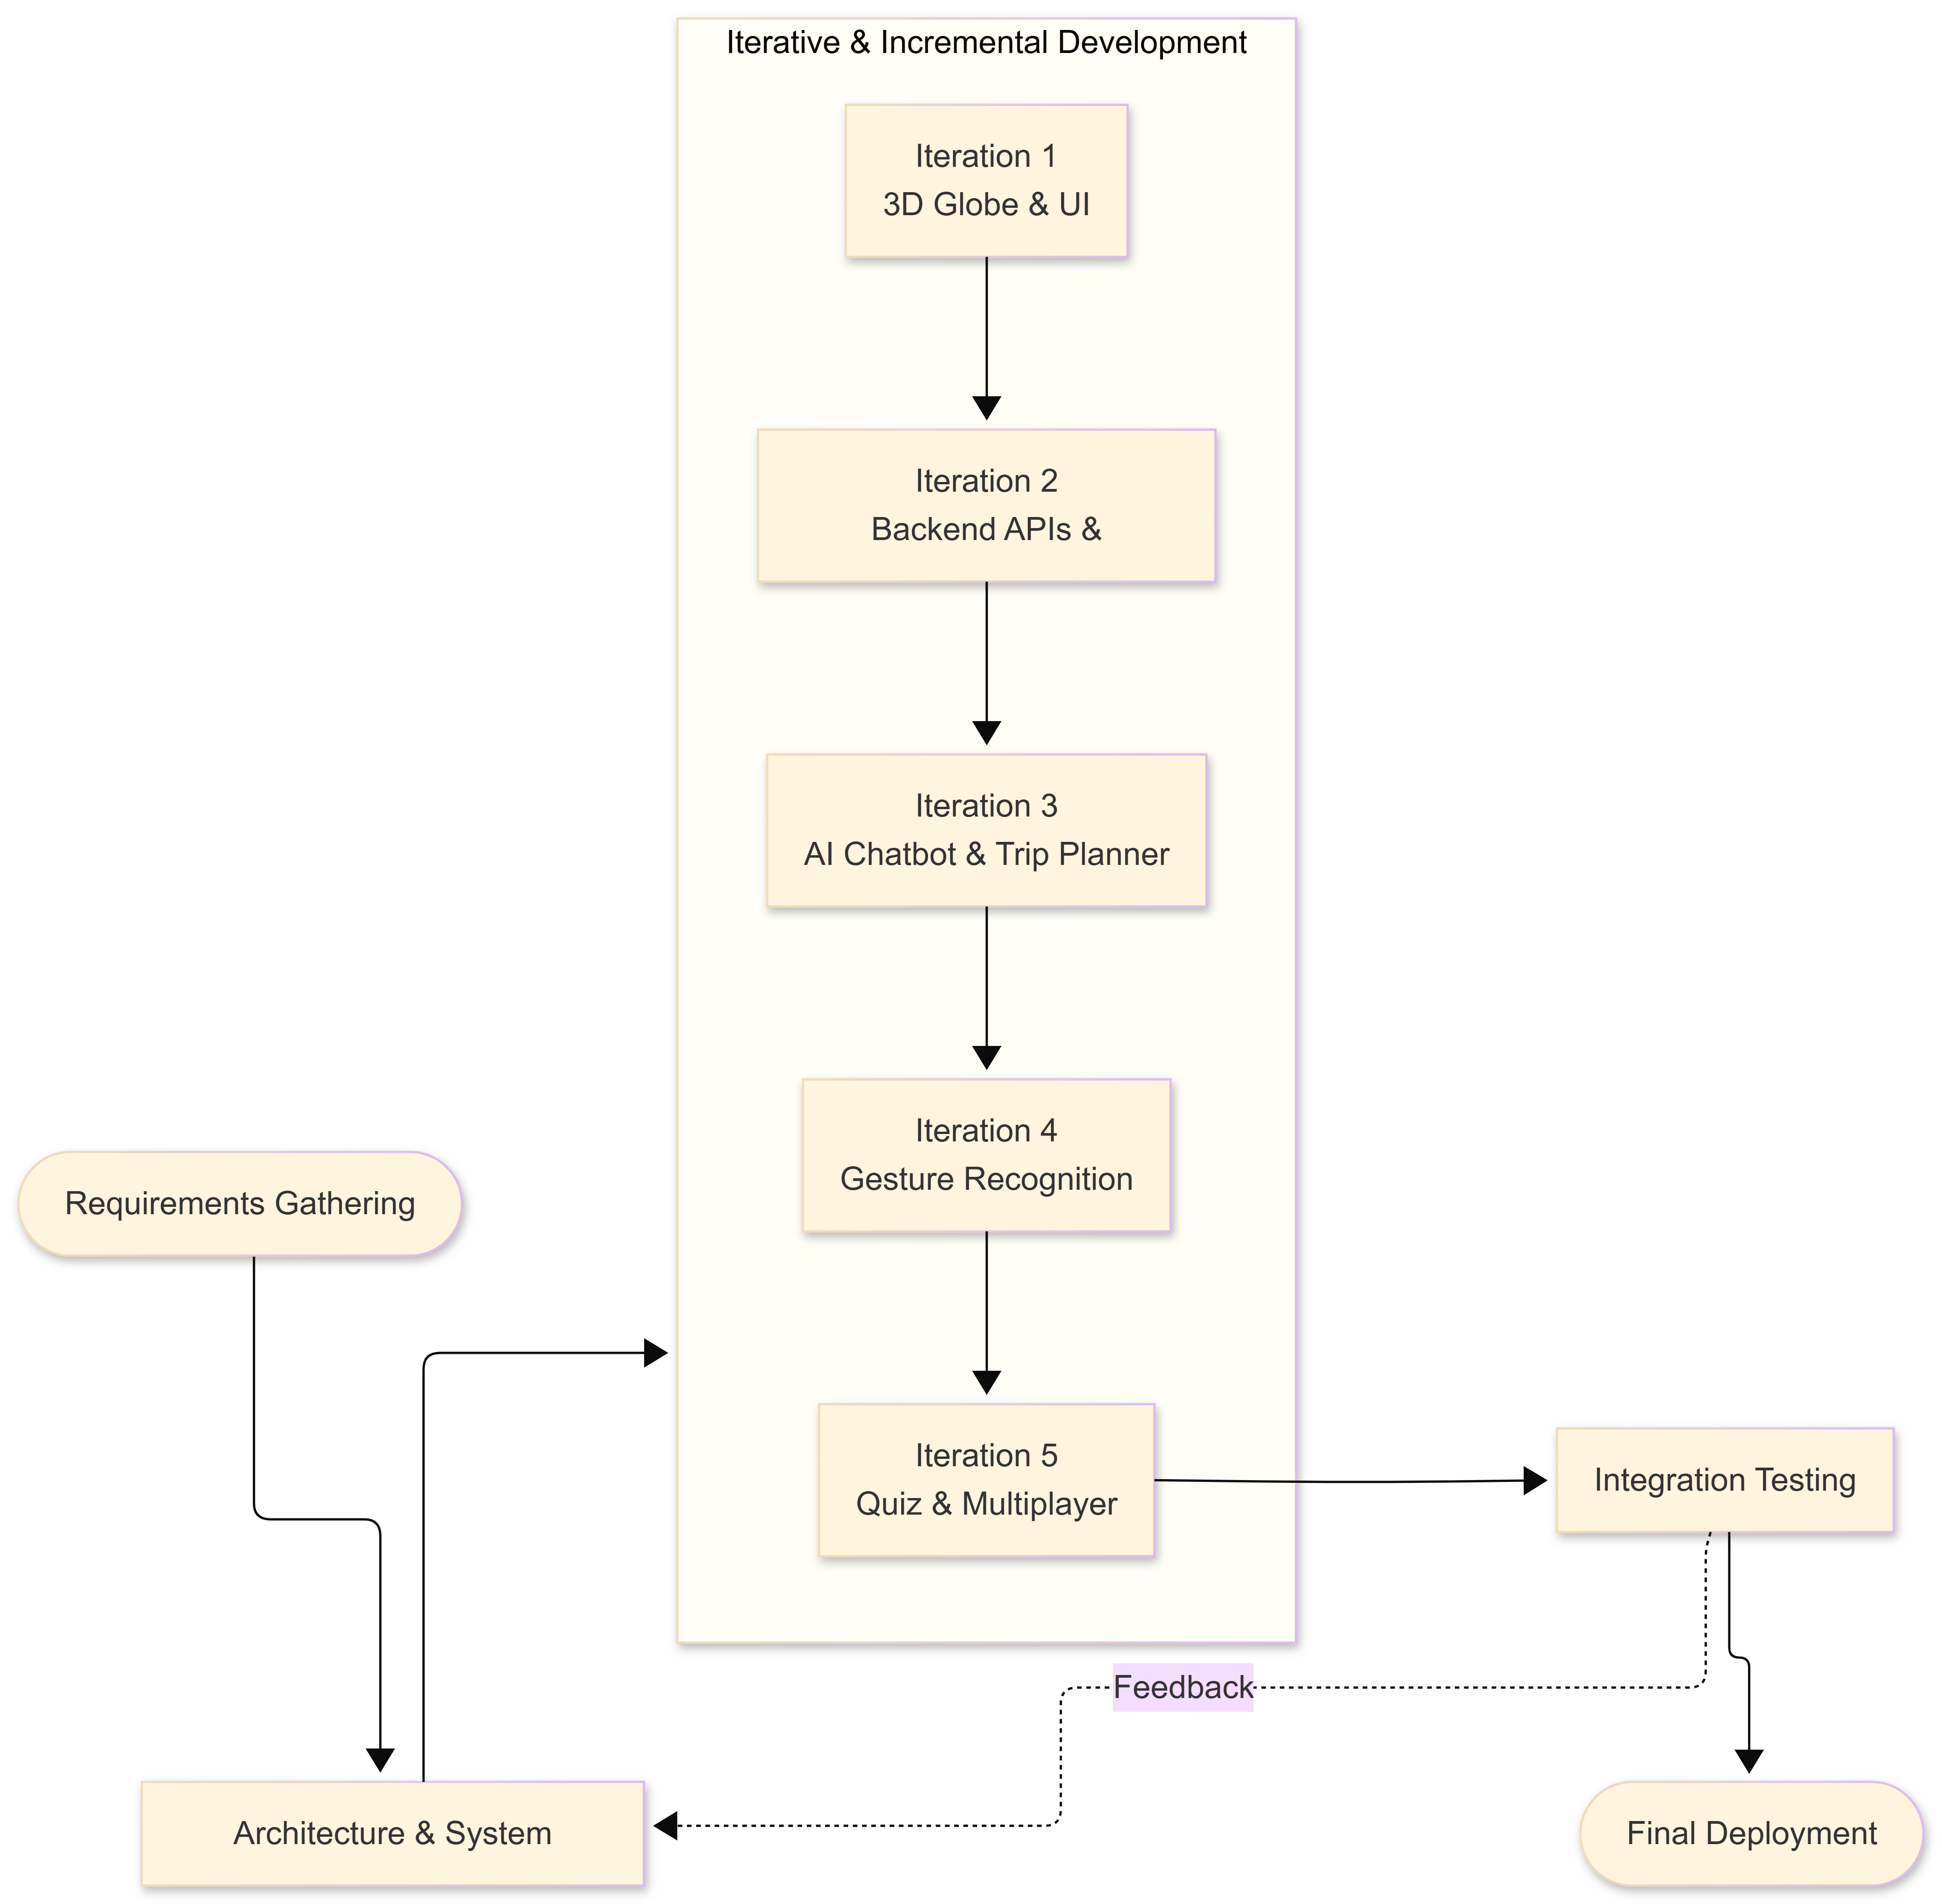 Iterative & Incremental Development
Iteration 1
3D Globe & UI
Iteration 2
Backend APIs &
Iteration 3
AI Chatbot & Trip Planner
Iteration 4
Gesture Recognition
Requirements Gathering
Iteration 5
Quiz & Multiplayer
Integration Testing
Feedback
Architecture & System
Final Deployment